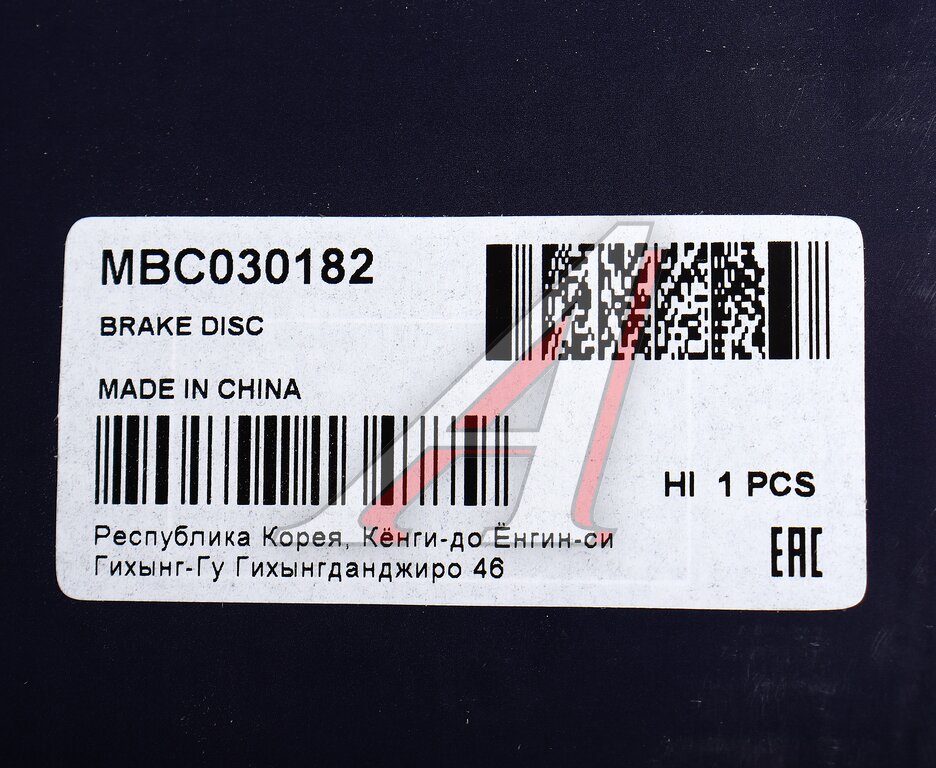 MBC030182
BRAKE DISC
MADE IN CHINA
HI 1 PCS
Республика Корея, Кёнги-до Ёнгин-си
Гихынг-Гу Гихынгданджиро 46
EAC